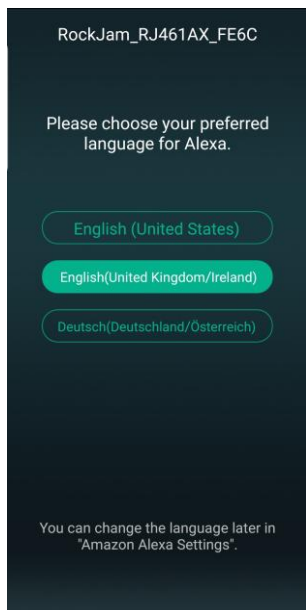 RockJam_RJ461AX_FE6C
Please choose your preferred
language for Alexa.
English (United States)
English(United Kingdom/Ireland)
Deutsch(Deutschland/Österreich)
You can change the language later in
"Amazon Alexa Settings".